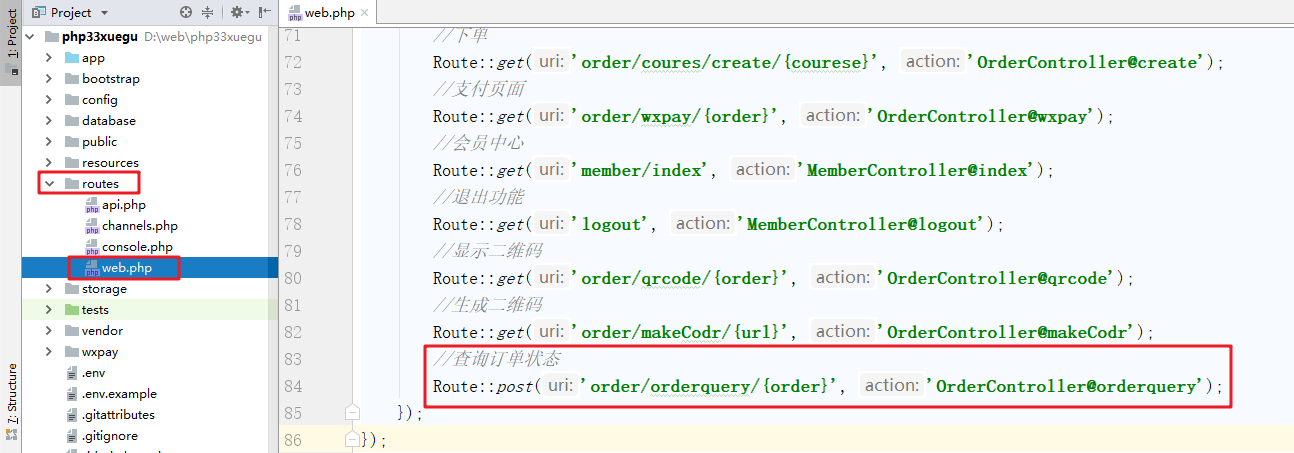 1: Project
Project
web.php
php33xuegu D:\web\php33xuegu
app
bootstrap
config
database
public
resources
routes
api.php
channels.php
console.php
web.php
storage
tests
vendor
wxpay
.env
.env.example
.gitattributes
.gitignore
7: Structure
71 //下单
72 Route::get( uri: 'order/coures/create/{courese}', action: 'OrderController@create');
73 //支付页面
74 Route::get( uri: 'order/wxpay/{order}', action: 'OrderController@wxpay');
75 //会员中心
76 Route::get( uri: 'member/index', action: 'MemberController@index');
77 //退出功能
78 Route::get( uri: 'logout', action: 'MemberController@logout');
79 //显示二维码
80 Route::get( uri: 'order/qrcode/{order}', action: 'OrderController@qrcode');
81 //生成二维码
82 Route::get( uri: 'order/makeCodr/{url}', action: 'OrderController@makeCodr');
83 //查询订单状态
84 Route::post( uri: 'order/orderquery/{order}', action: 'OrderController@orderquery');
85 });
86 });